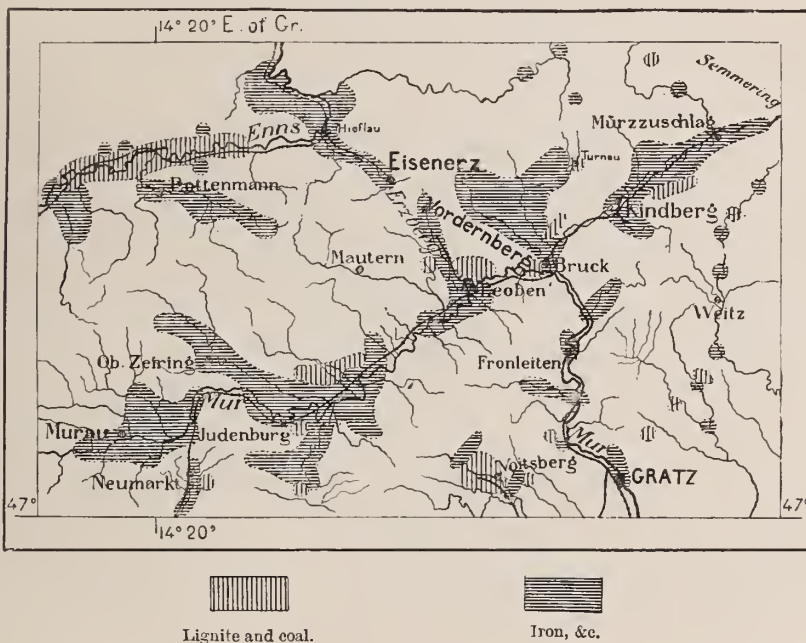 14° 20' E. of Gr.
Semmering
Mürzzuschlag
Enns
Hieflau
Eisenerz
Turnau
Rottenmann
Erzberg
Vordernberg
Kindberg
Mautern
Bruck
Leoben
Weitz
Ob. Zeiring
Fronleiten
Mur
Murau
Judenburg
Mur
Neumarkt
Voitsberg
GRATZ
47°
47°
14° 20'
Lignite and coal.
Iron, &c.